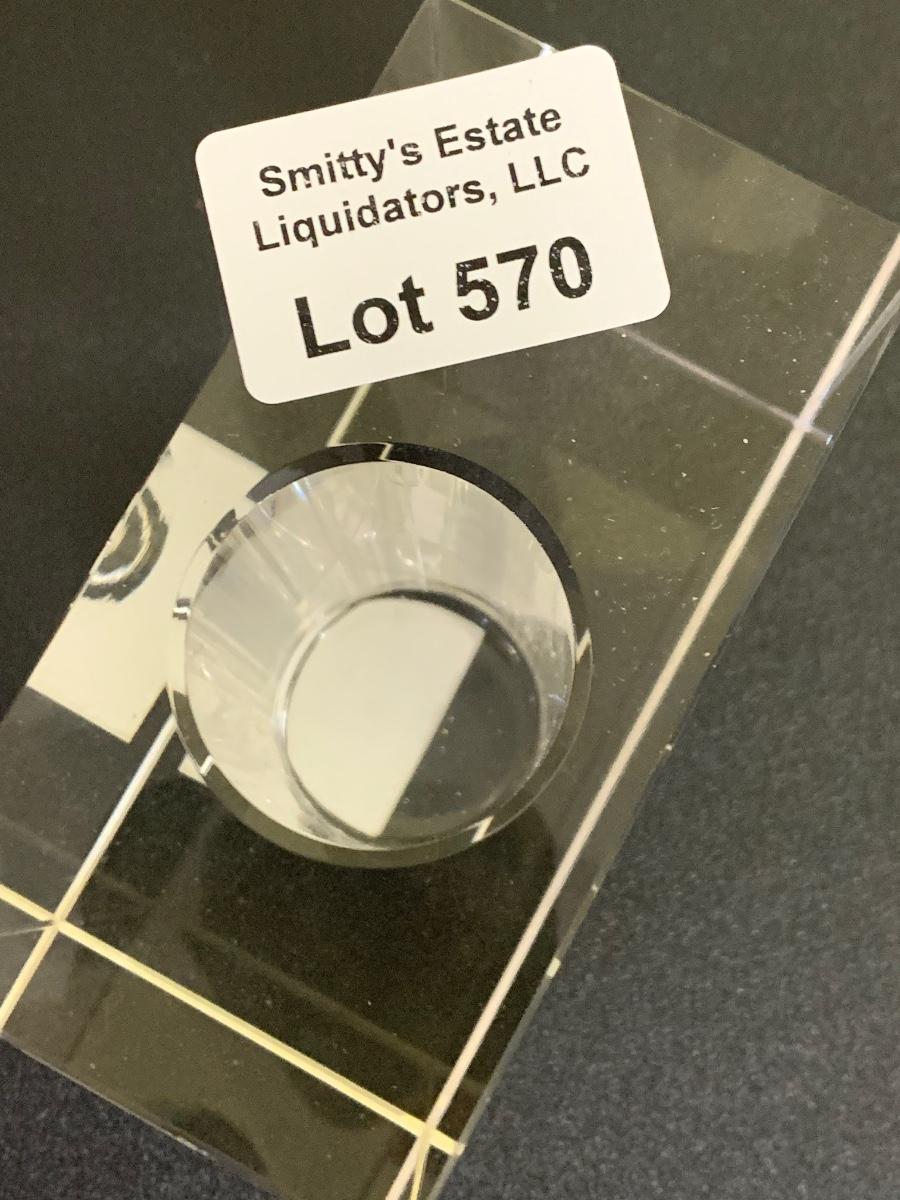 Smitty's Estate
Liquidators, LLC
Lot 570